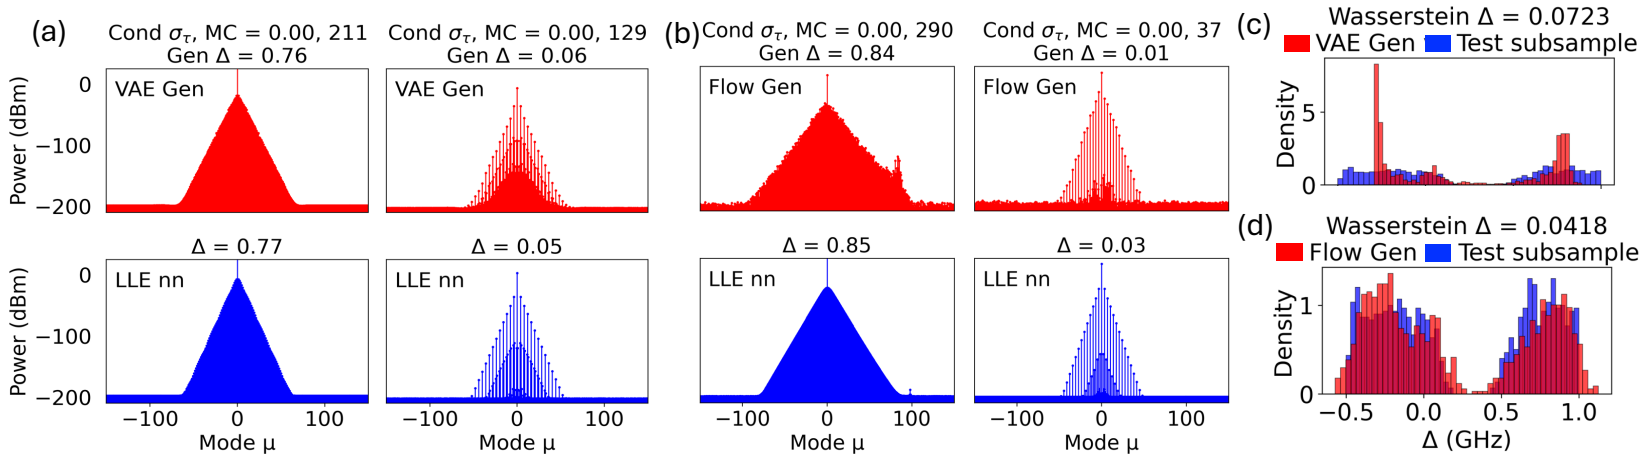 (a)
Cond στ, MC = 0.00, 211
Gen Δ = 0.76
VAE Gen
Cond στ, MC = 0.00, 129
Gen Δ = 0.06
VAE Gen
(b)
Cond στ, MC = 0.00, 290
Gen Δ = 0.84
Flow Gen
Cond στ, MC = 0.00, 37
Gen Δ = 0.01
Flow Gen
Power (dBm)
0
−100
−200
Δ = 0.77
LLE nn
Δ = 0.05
LLE nn
Δ = 0.85
LLE nn
Δ = 0.03
LLE nn
Power (dBm)
0
−100
−200
−100 0 100
Mode μ
−100 0 100
Mode μ
−100 0 100
Mode μ
−100 0 100
Mode μ
(c)
Wasserstein Δ = 0.0723
VAE Gen Test subsample
Density
5
0
(d)
Wasserstein Δ = 0.0418
Flow Gen Test subsample
Density
1
0
−0.5 0.0 0.5 1.0
Δ (GHz)